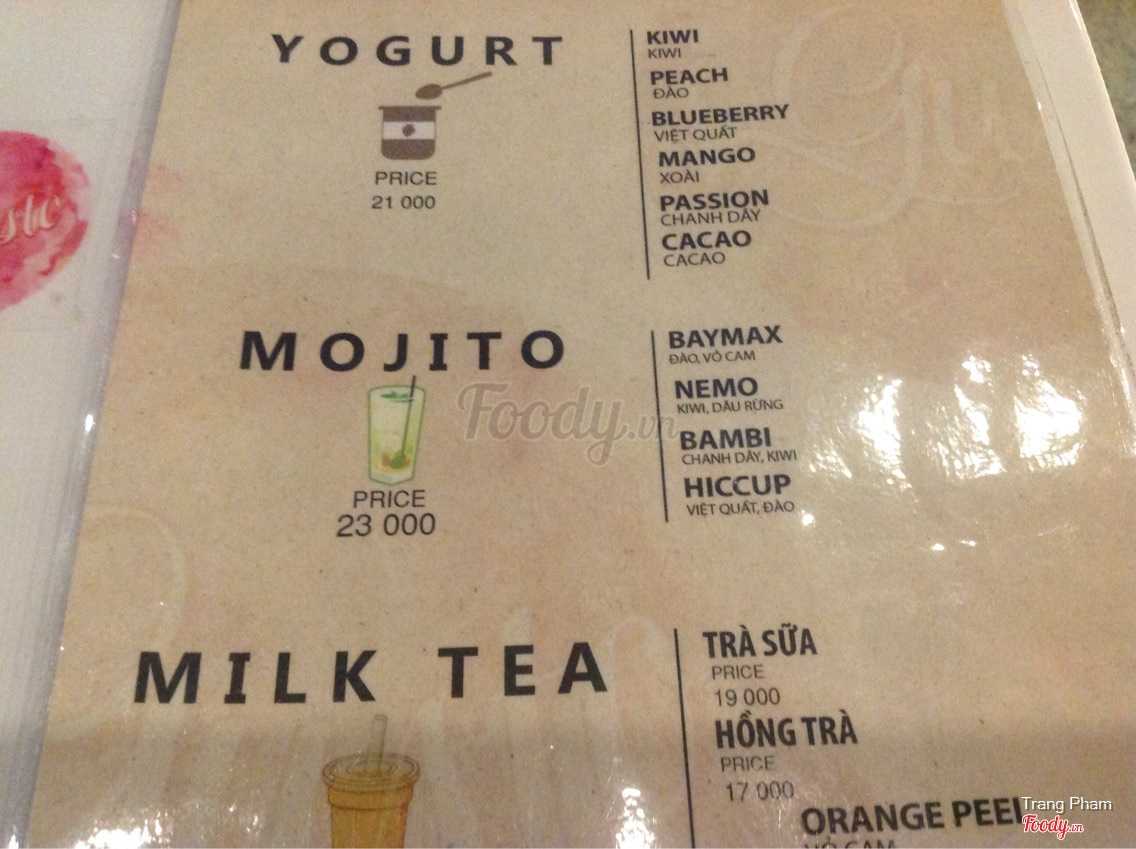 YOGURT
PRICE
21 000
KIWI
KIWI
PEACH
ĐÀO
BLUEBERRY
VIỆT QUẤT
MANGO
XOÀI
PASSION
CHANH DÂY
CACAO
CACAO
MOJITO
PRICE
23 000
BAYMAX
ĐÀO, VỎ CAM
NEMO
KIWI, DÂU RỪNG
BAMBI
CHANH DÂY, KIWI
HICCUP
VIỆT QUẤT, ĐÀO
Foody.vn
MILK TEA
TRÀ SỮA
PRICE
19 000
HỒNG TRÀ
PRICE
17 000
ORANGE PEEL
VỎ CAM
Trang Pham
Foody.vn